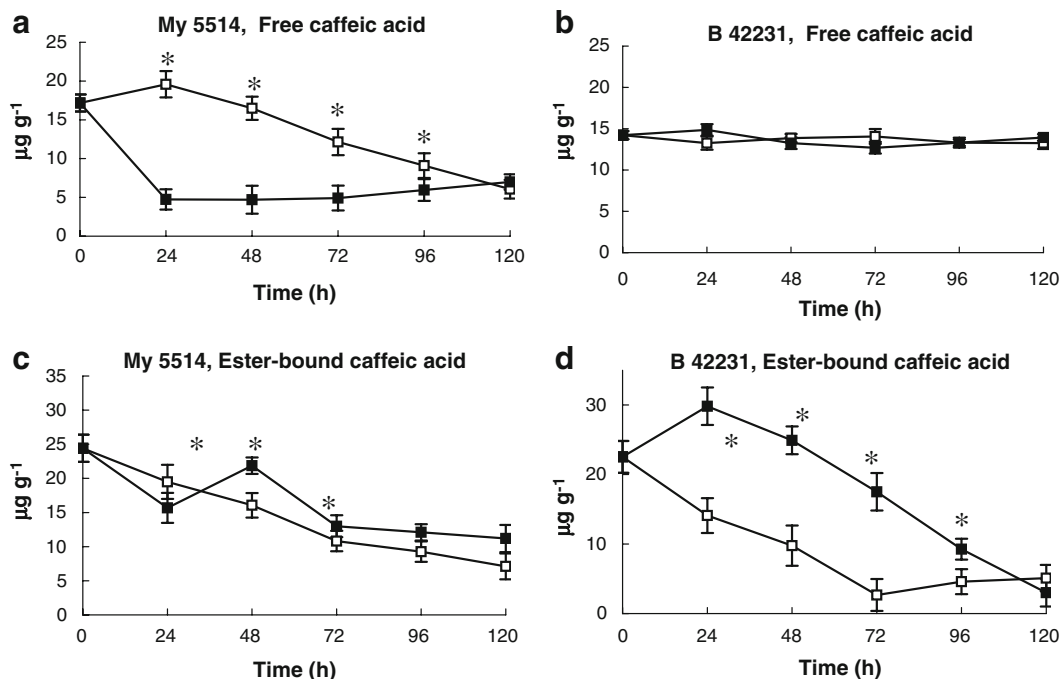 a My 5514, Free caffeic acid
25
20
15
10
5
0
µg g-1
* * * *
0 24 48 72 96 120
Time (h)
b B 42231, Free caffeic acid
25
20
15
10
5
0
µg g-1
0 24 48 72 96 120
Time (h)
c My 5514, Ester-bound caffeic acid
35
30
25
20
15
10
5
0
µg g-1
* * *
0 24 48 72 96 120
Time (h)
d B 42231, Ester-bound caffeic acid
30
20
10
0
µg g-1
* * * *
0 24 48 72 96 120
Time (h)